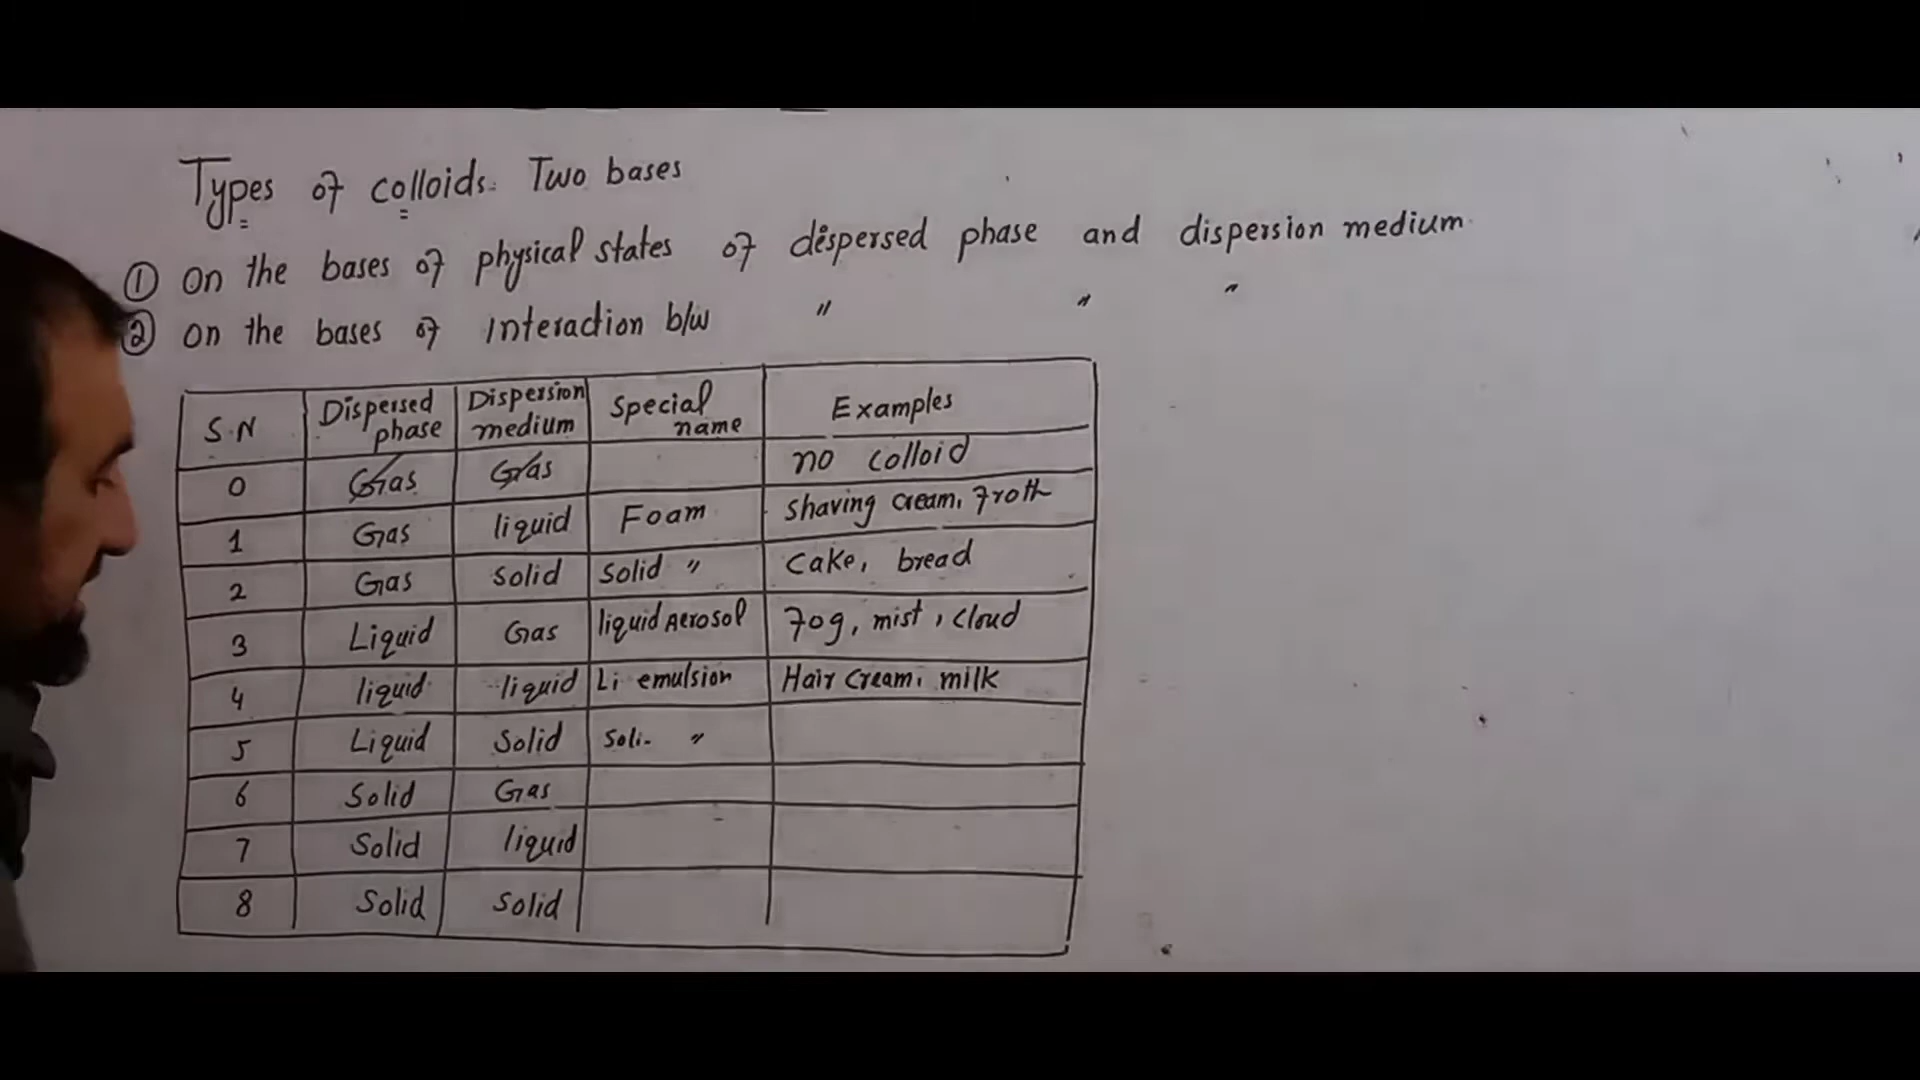 Types of colloids. Two bases
① On the bases of physical states of dispersed phase and dispersion medium.
② On the bases of Interaction b/w " " "
S.N Dispersed phase Dispersion medium Special name Examples
0 Gas Gas no colloid
1 Gas liquid Foam shaving cream, froth
2 Gas Solid Solid " Cake, bread
3 Liquid Gas liquid Aerosol Fog, mist, cloud
4 liquid liquid Li emulsion Hair Cream, milk
5 Liquid Solid Soli- "
6 Solid Gas
7 Solid liquid
8 Solid Solid